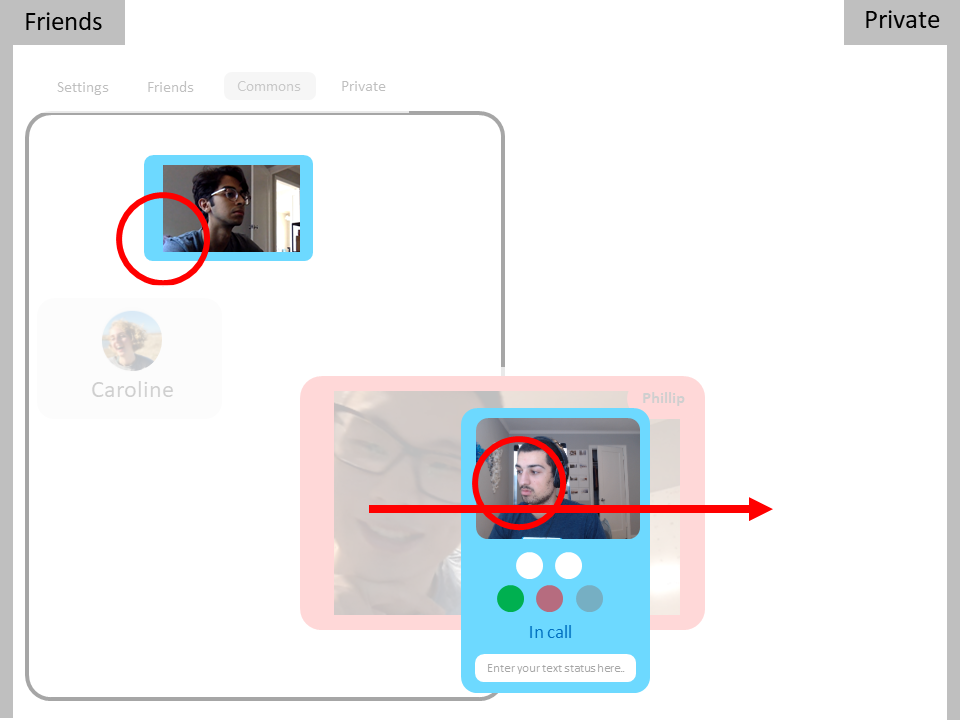 Friends
Private
Settings
Friends
Commons
Private
Caroline
Phillip
In call
Enter your text status here..